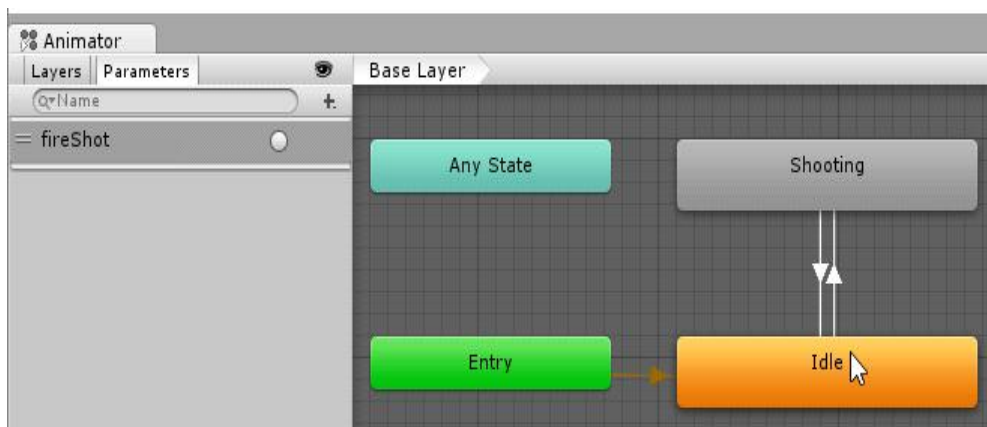 Animator
Layers Parameters
Base Layer
Name
fireShot
Any State
Shooting
Entry
Idle